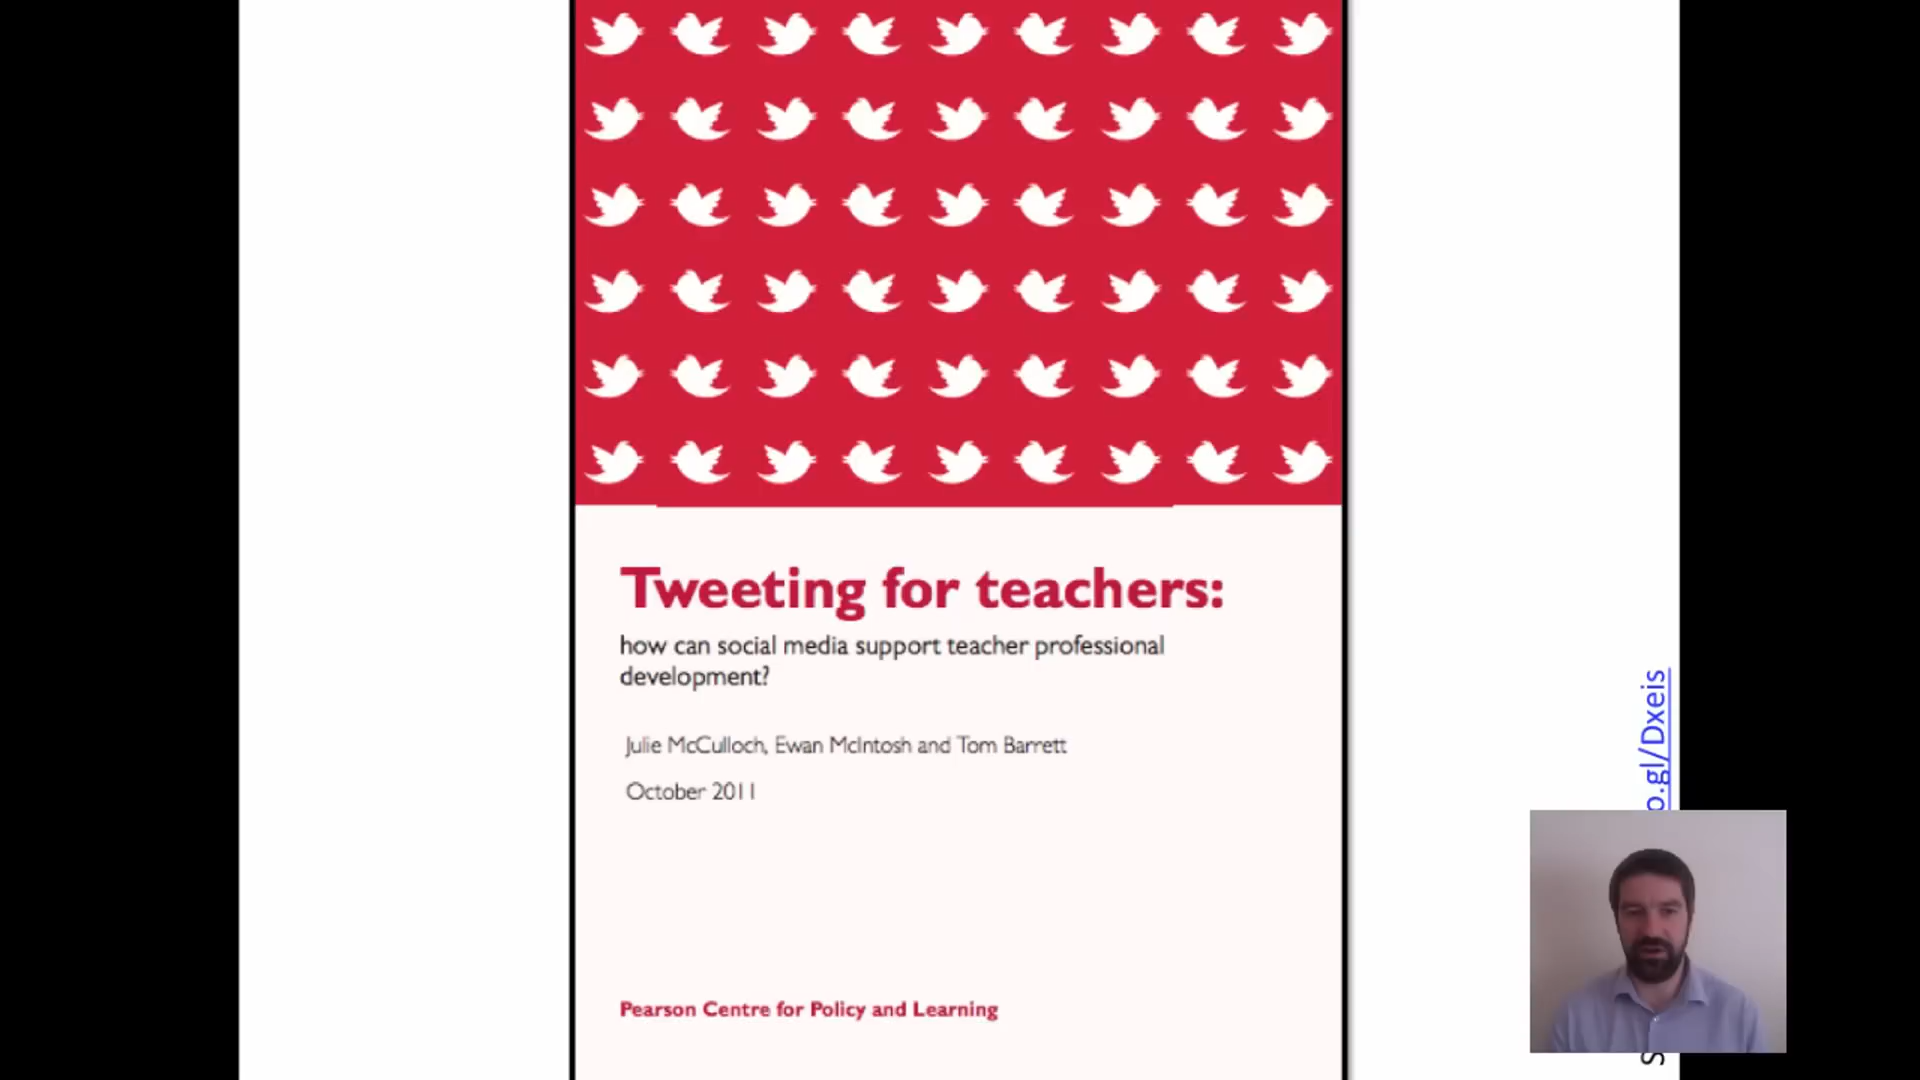 Tweeting for teachers:
how can social media support teacher professional
development?
Julie McCulloch, Ewan McIntosh and Tom Barrett
October 2011
Pearson Centre for Policy and Learning
o.gl/Dxeis
S